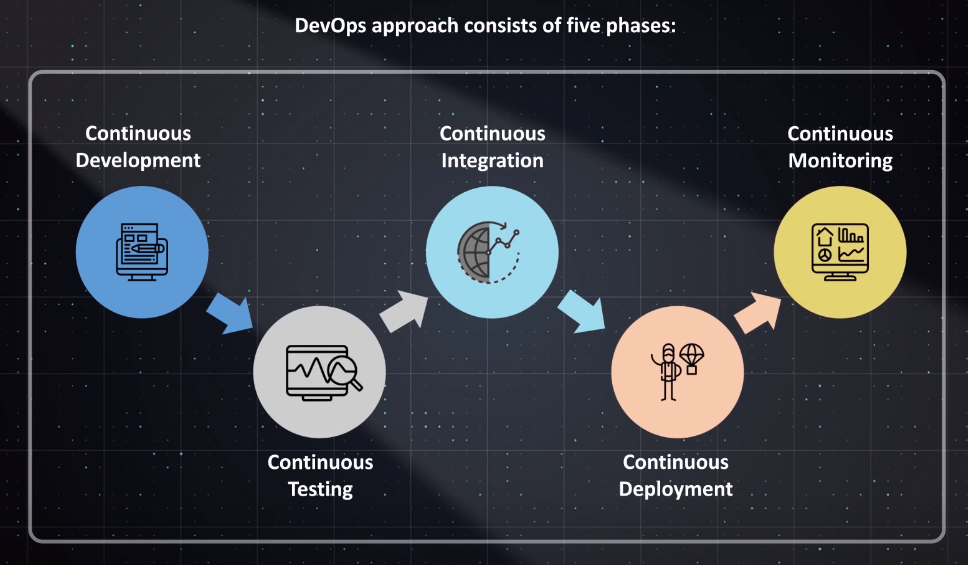 DevOps approach consists of five phases:
Continuous
Development
Continuous
Testing
Continuous
Integration
Continuous
Deployment
Continuous
Monitoring